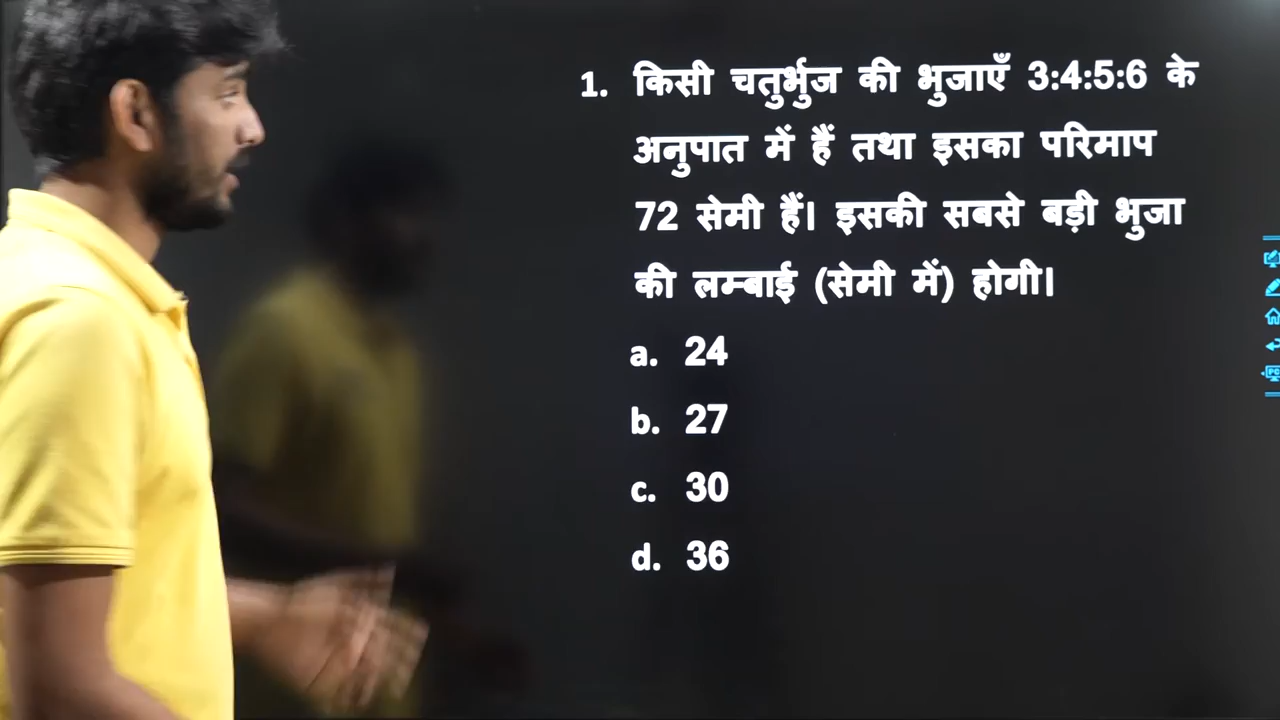 1. किसी चतुर्भुज की भुजाएँ 3:4:5:6 के
अनुपात में हैं तथा इसका परिमाप
72 सेमी हैं। इसकी सबसे बड़ी भुजा
की लम्बाई (सेमी में) होगी।
a. 24
b. 27
c. 30
d. 36